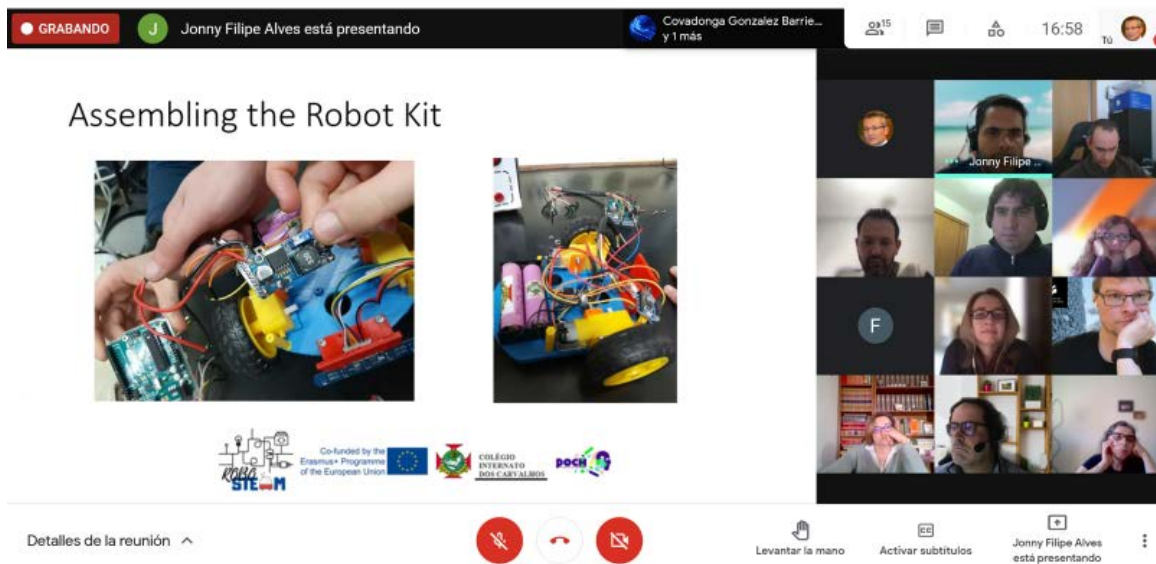 GRABANDO
J
Jonny Filipe Alves está presentando
Covadonga Gonzalez Barrie...
y 1 más
15
16:58
Tú
Assembling the Robot Kit
Jonny Filipe ...
F
ROBO
STEM
Co-funded by the
Erasmus+ Programme
of the European Union
COLÉGIO
INTERNATO
DOS CARVALHOS
POCH
Detalles de la reunión
Levantar la mano
CC
Activar subtítulos
Jonny Filipe Alves
está presentando